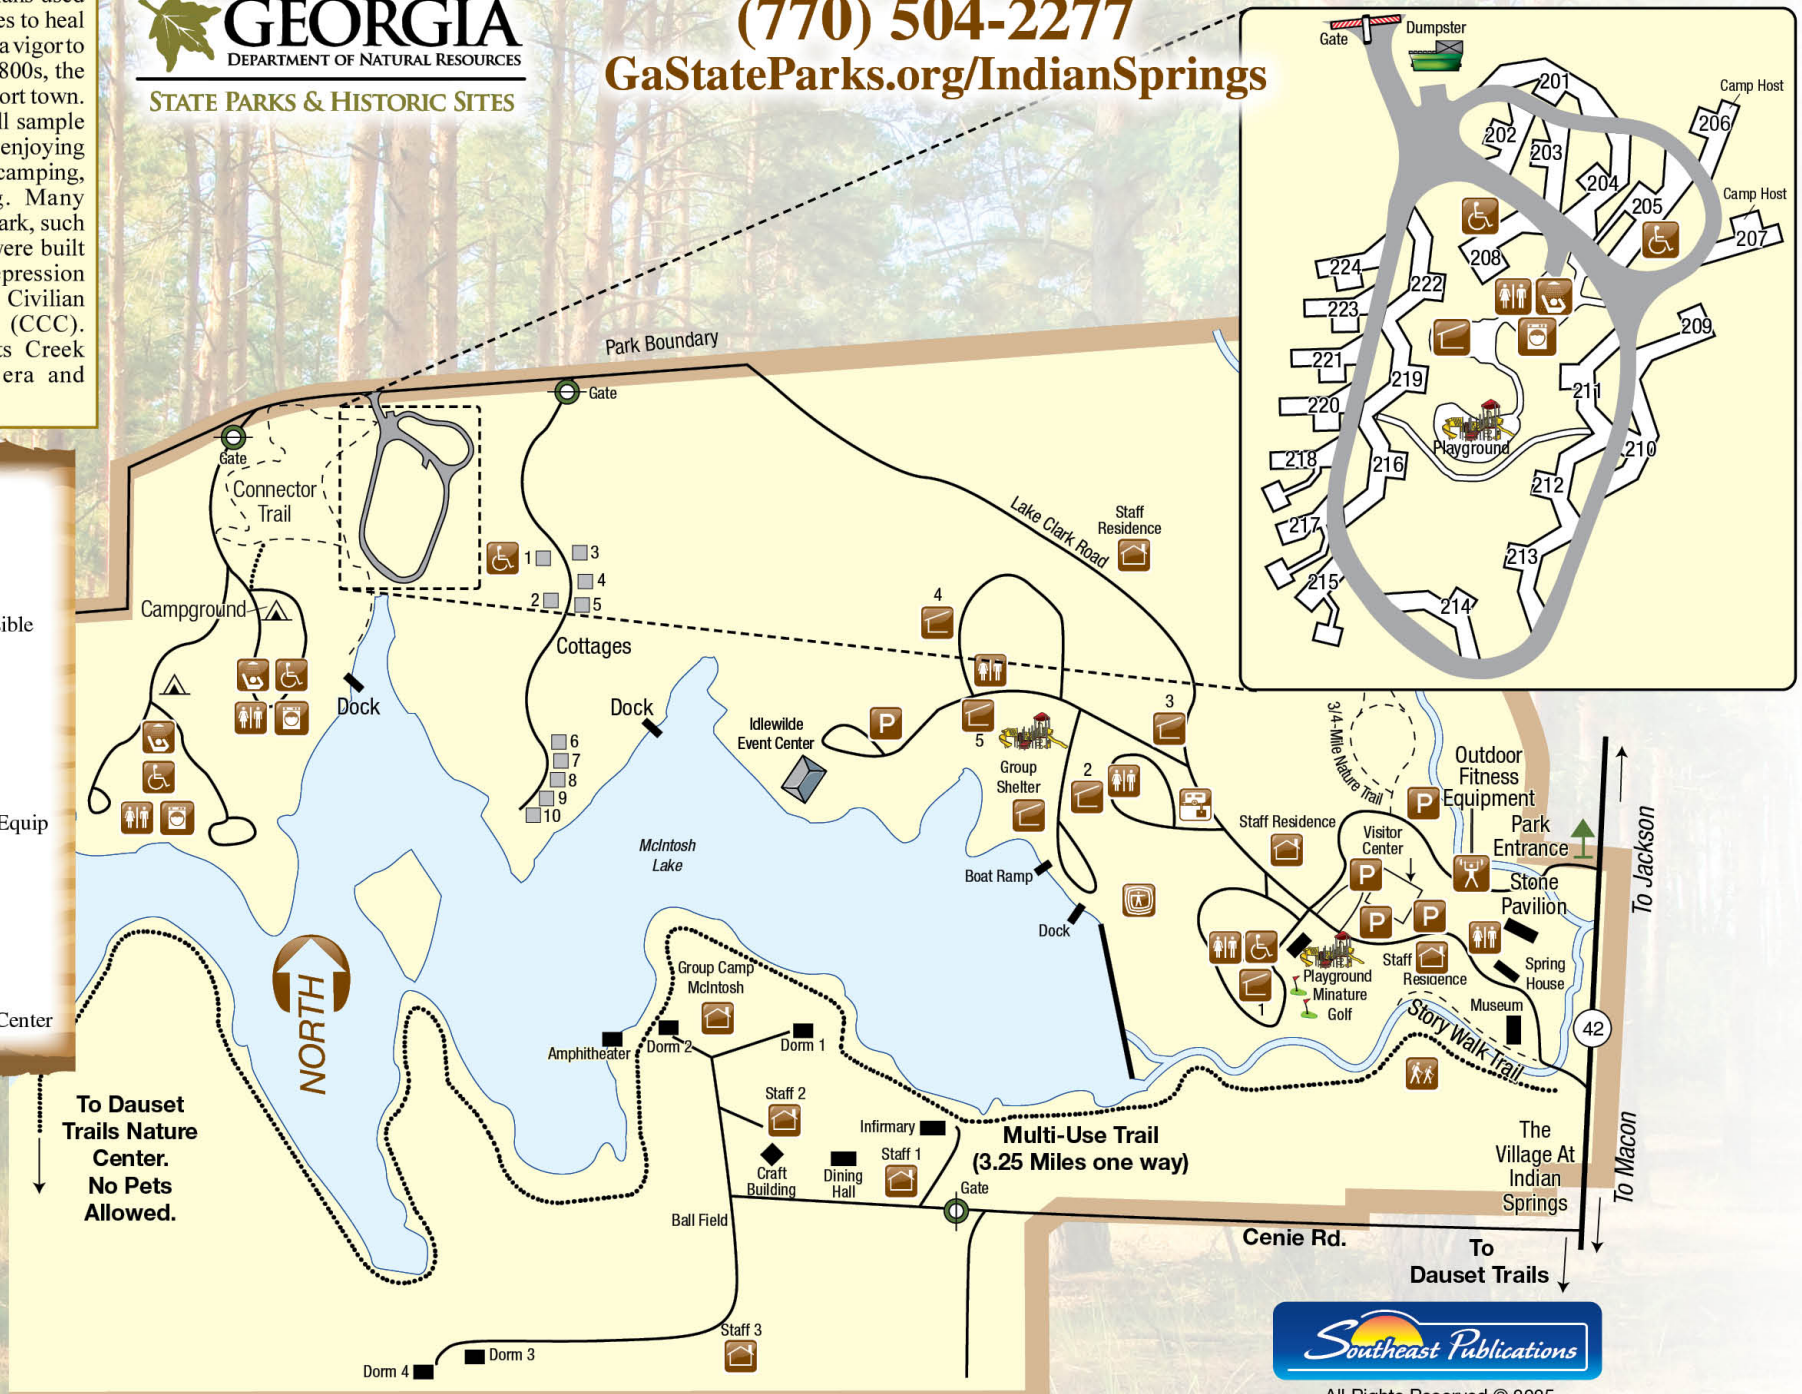 ans used
es to heal
a vigor to
800s, the
ort town.
ll sample
enjoying
camping,
g. Many
ark, such
were built
epression
Civilian
(CCC).
ts Creek
era and
GEORGIA
DEPARTMENT OF NATURAL RESOURCES
STATE PARKS & HISTORIC SITES
(770) 504-2277
GaStateParks.org/IndianSprings
Gate
Dumpster
Camp Host
Camp Host
201
202
203
204
205
206
207
208
209
210
211
212
213
214
215
216
217
218
219
220
221
222
223
224
Playground
Park Boundary
Gate
Gate
Connector
Trail
Campground
Dock
1
2
3
4
5
Cottages
6
7
8
9
10
Dock
Lake Clark Road
Staff
Residence
4
Idlewilde
Event Center
P
5
3
Group
Shelter
2
3/4-Mile Nature Trail
Outdoor
Fitness
Equipment
P
Park
Entrance
To Jackson
Staff Residence
Visitor
Center
P
P
P
Stone
Pavilion
Boat Ramp
Dock
McIntosh
Lake
Staff
Residence
Spring
House
Playground
Minature
Golf
1
Museum
Story Walk Trail
42
ible
Equip
Center
NORTH
To Dauset
Trails Nature
Center.
No Pets
Allowed.
Group Camp
McIntosh
Amphitheater
Dorm 2
Dorm 1
Staff 2
Craft
Building
Infirmary
Dining
Hall
Staff 1
Multi-Use Trail
(3.25 Miles one way)
Gate
Ball Field
The
Village At
Indian
Springs
To Macon
Cenie Rd.
To
Dauset Trails
Staff 3
Dorm 3
Dorm 4
Southeast Publications
All Rights Reserved © 2025